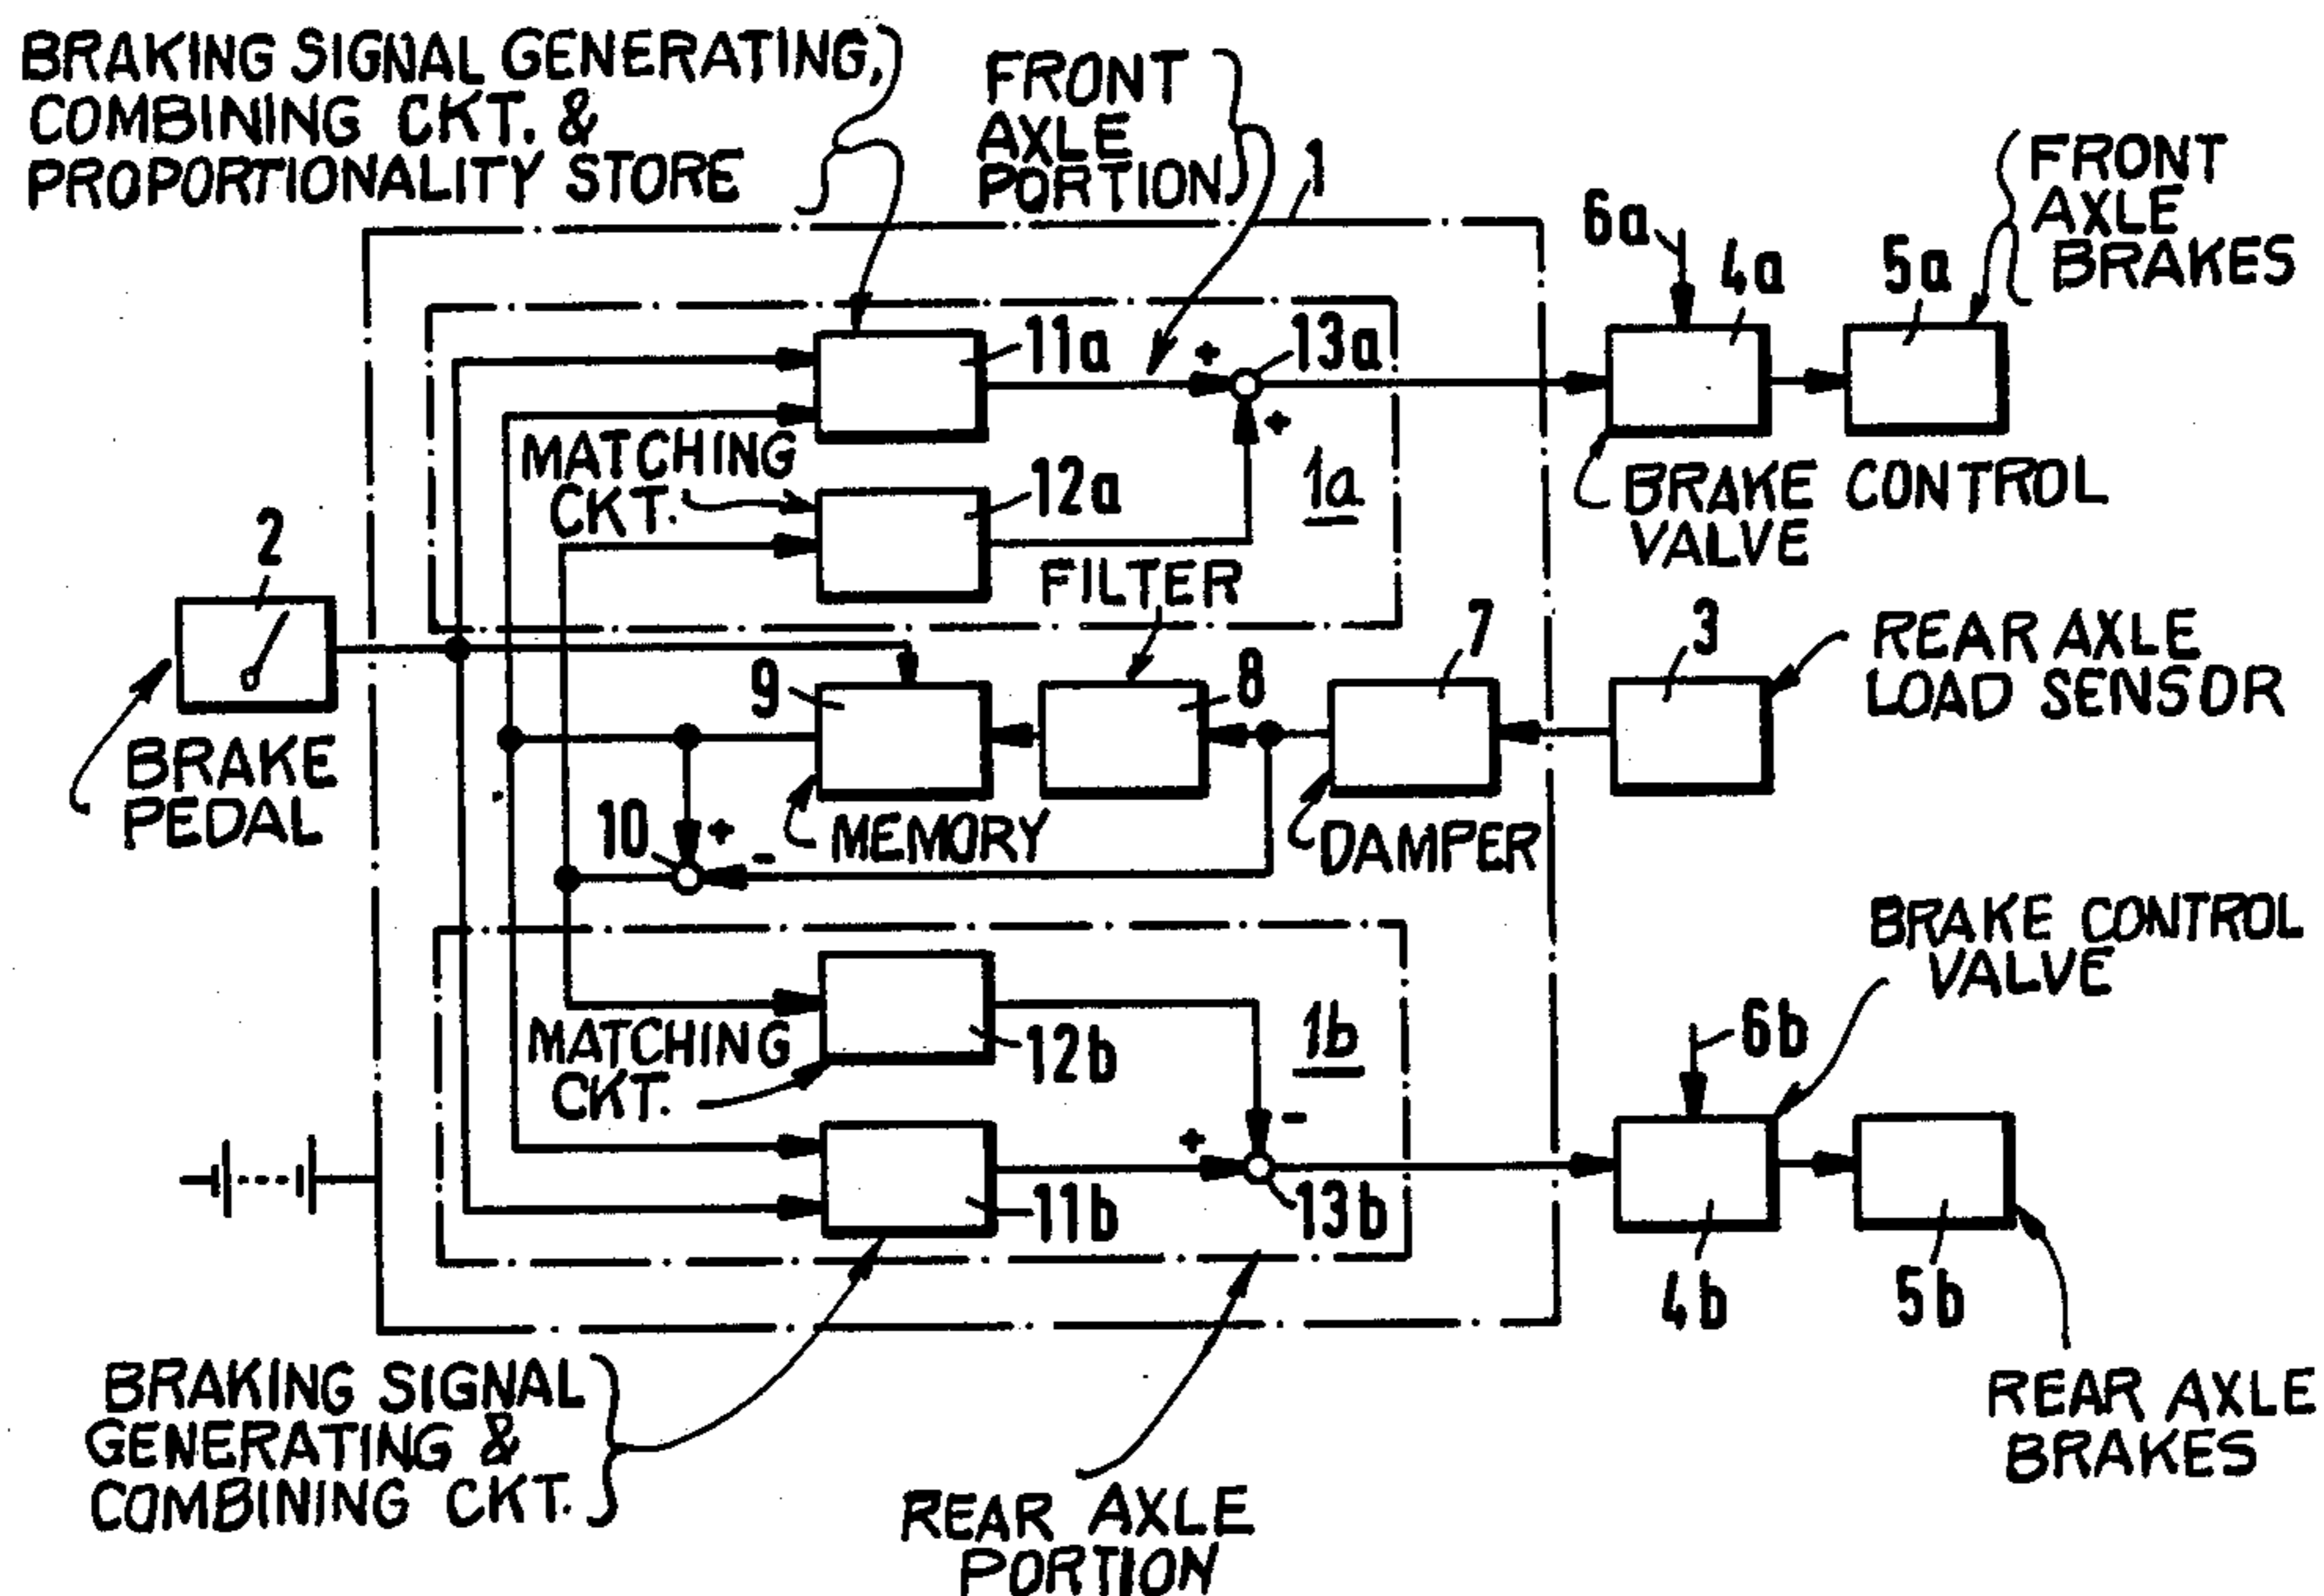 BRAKING SIGNAL GENERATING,
COMBINING CKT. &
PROPORTIONALITY STORE
FRONT
AXLE
PORTION
1
FRONT
AXLE
BRAKES
6a
4a
5a
11a
+
13a
+
MATCHING
CKT.
12a
1a
BRAKE CONTROL
VALVE
2
FILTER
BRAKE
PEDAL
9
8
7
3
REAR AXLE
LOAD SENSOR
10
+
-
MEMORY
DAMPER
BRAKE CONTROL
VALVE
MATCHING
CKT.
12b
1b
6b
-
+
11b
13b
4b
5b
BRAKING SIGNAL
GENERATING &
COMBINING CKT.
REAR AXLE
PORTION
REAR AXLE
BRAKES